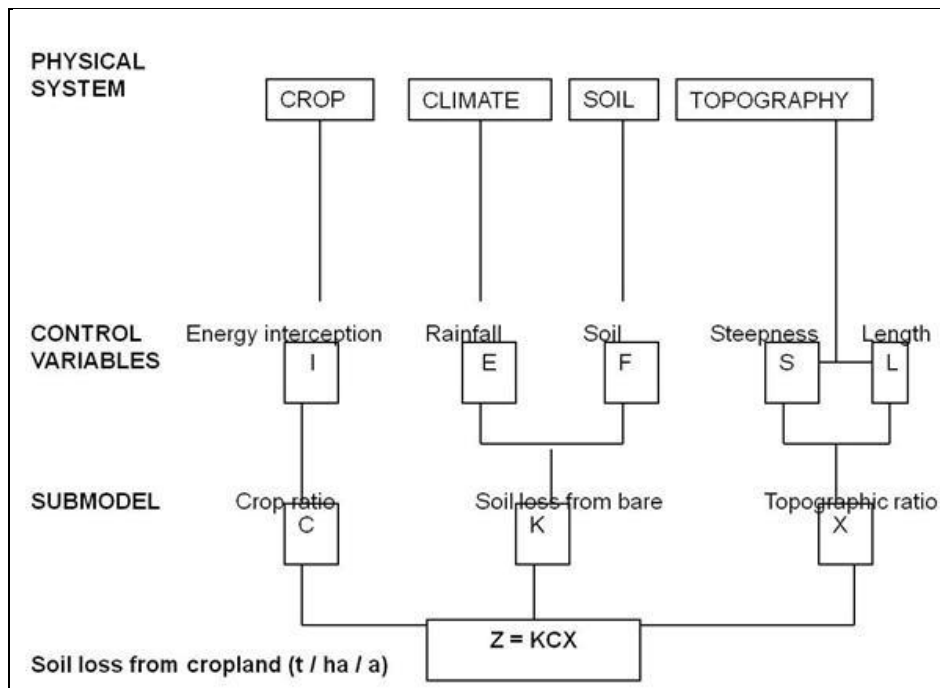 PHYSICAL
SYSTEM
CROP
CLIMATE
SOIL
TOPOGRAPHY
CONTROL
VARIABLES
Energy interception
Rainfall
Soil
Steepness
Length
I
E
F
S
L
SUBMODEL
Crop ratio
Soil loss from bare
Topographic ratio
C
K
X
Z = KCX
Soil loss from cropland (t / ha / a)